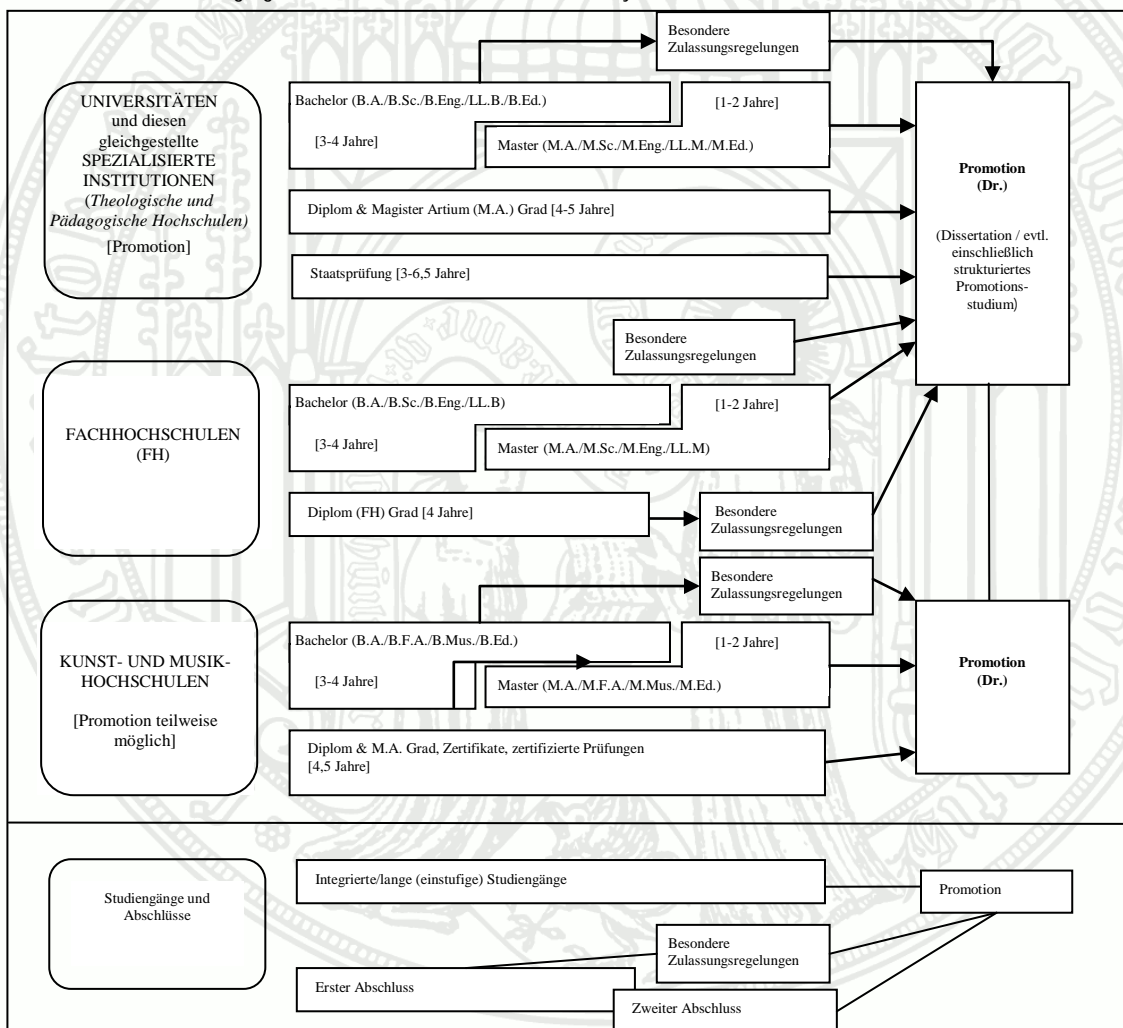 Besondere
Zulassungsregelungen
UNIVERSITÄTEN
und diesen
gleichgestellte
SPEZIALISIERTE
INSTITUTIONEN
(Theologische und
Pädagogische Hochschulen)
[Promotion]
Bachelor (B.A./B.Sc./B.Eng./LL.B./B.Ed.)
[3-4 Jahre]
[1-2 Jahre]
Master (M.A./M.Sc./M.Eng./LL.M./M.Ed.)
Diplom & Magister Artium (M.A.) Grad [4-5 Jahre]
Staatsprüfung [3-6,5 Jahre]
Promotion
(Dr.)
(Dissertation / evtl.
einschließlich
strukturiertes
Promotions-
studium)
Besondere
Zulassungsregelungen
FACHHOCHSCHULEN
(FH)
Bachelor (B.A./B.Sc./B.Eng./LL.B)
[3-4 Jahre]
[1-2 Jahre]
Master (M.A./M.Sc./M.Eng./LL.M)
Diplom (FH) Grad [4 Jahre]
Besondere
Zulassungsregelungen
Besondere
Zulassungsregelungen
KUNST- UND MUSIK-
HOCHSCHULEN
[Promotion teilweise
möglich]
Bachelor (B.A./B.F.A./B.Mus./B.Ed.)
[3-4 Jahre]
[1-2 Jahre]
Master (M.A./M.F.A./M.Mus./M.Ed.)
Diplom & M.A. Grad, Zertifikate, zertifizierte Prüfungen
[4,5 Jahre]
Promotion
(Dr.)
Studiengänge und
Abschlüsse
Integrierte/lange (einstufige) Studiengänge
Promotion
Besondere
Zulassungsregelungen
Erster Abschluss
Zweiter Abschluss